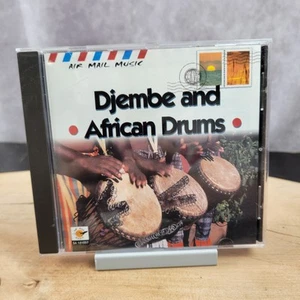 AIR MAIL MUSIC
Djembe and
African Drums